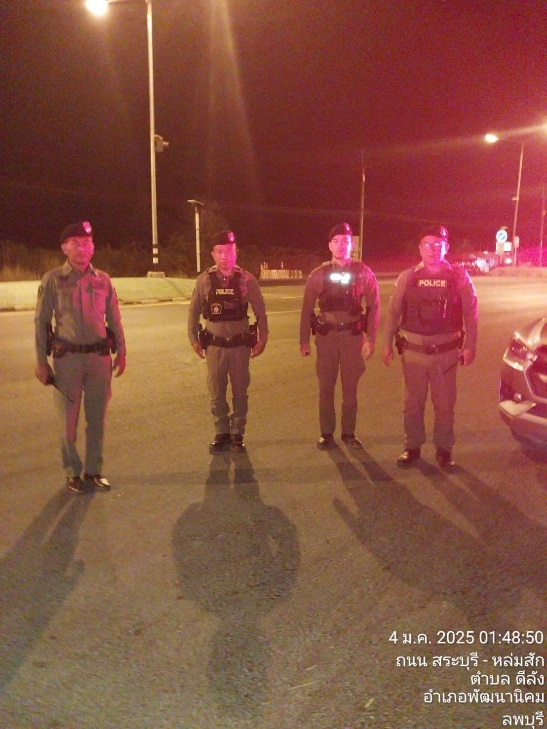 POLICE
POLICE
4 ม.ค. 2025 01:48:50
ถนน สระบุรี - หล่มสัก
ตำบล ดีลัง
อำเภอพัฒนานิคม
ลพบุรี